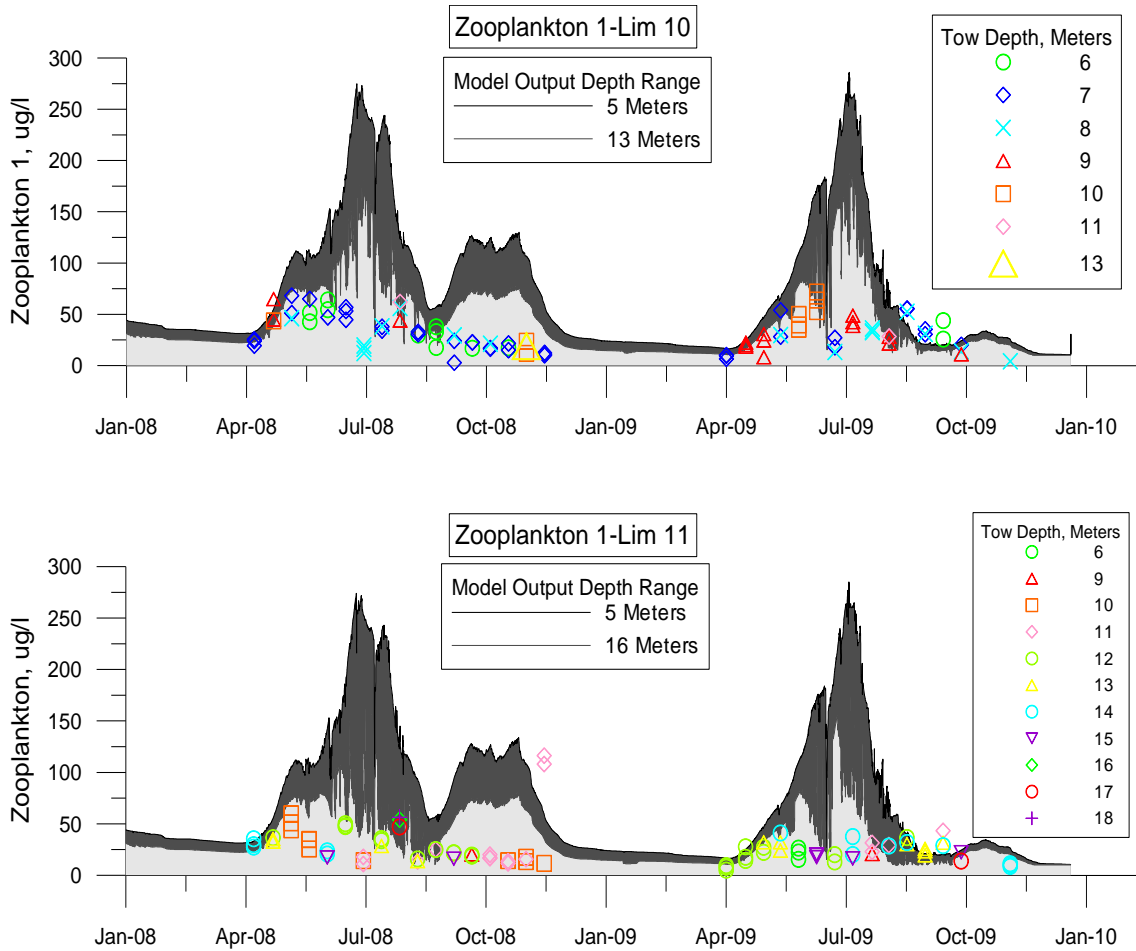 Zooplankton 1-Lim 10
Tow Depth, Meters
6
7
8
9
10
11
13
Model Output Depth Range
5 Meters
13 Meters
Zooplankton 1, ug/l
300
250
200
150
100
50
0
Jan-08 Apr-08 Jul-08 Oct-08 Jan-09 Apr-09 Jul-09 Oct-09 Jan-10
Zooplankton 1-Lim 11
Tow Depth, Meters
6
9
10
11
12
13
14
15
16
17
18
Model Output Depth Range
5 Meters
16 Meters
Zooplankton, ug/l
300
250
200
150
100
50
0
Jan-08 Apr-08 Jul-08 Oct-08 Jan-09 Apr-09 Jul-09 Oct-09 Jan-10